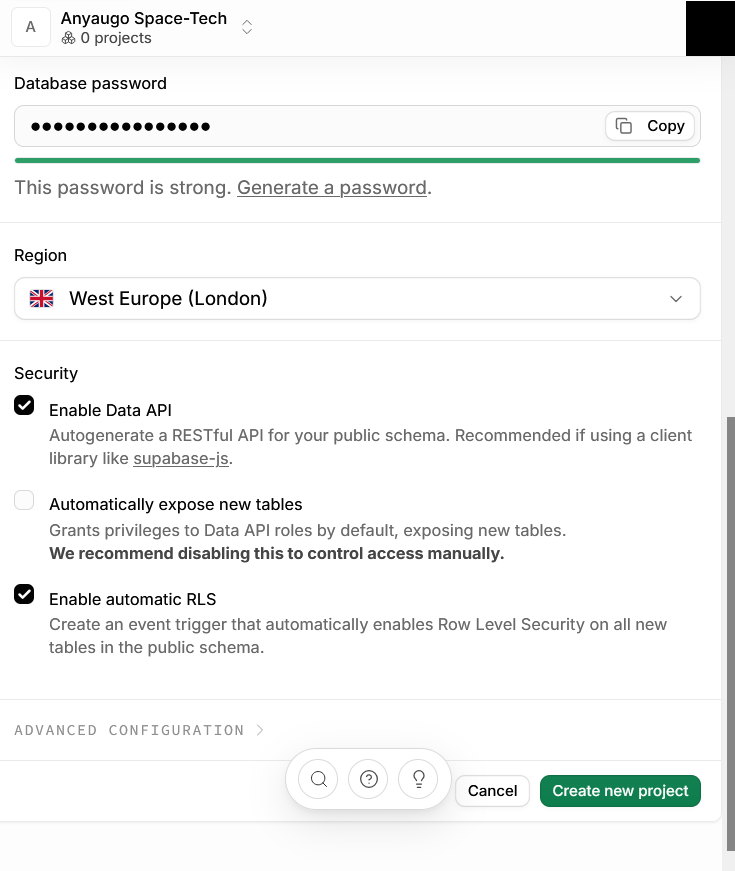 A
Anyaugo Space-Tech
0 projects
Database password
••••••••••••••••
Copy
This password is strong. Generate a password.
Region
West Europe (London)
Security
Enable Data API
Autogenerate a RESTful API for your public schema. Recommended if using a client
library like supabase-js.
Automatically expose new tables
Grants privileges to Data API roles by default, exposing new tables.
We recommend disabling this to control access manually.
Enable automatic RLS
Create an event trigger that automatically enables Row Level Security on all new
tables in the public schema.
ADVANCED CONFIGURATION
Cancel
Create new project